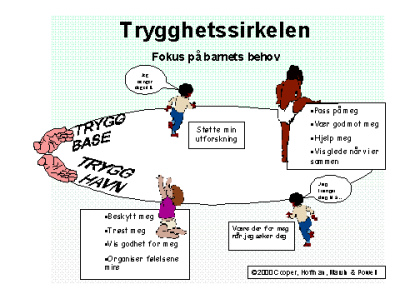 Trygghetssirkelen
Fokus på barnets behov
Jeg
trenger
deg til å..
TRYGG
BASE
Støtte min
utforskning
•Pass på meg
•Vær god mot meg
•Hjelp meg
•Vis glede når vi er
sammen
TRYGG
HAVN
Jeg
trenger
deg til å...
•Beskytt meg
•Trøst meg
•Vis godhet for meg
•Organiser følelsene
mine
Være der for meg
når jeg søker deg
©2000 Cooper, Hoffman, Marvin & Powell